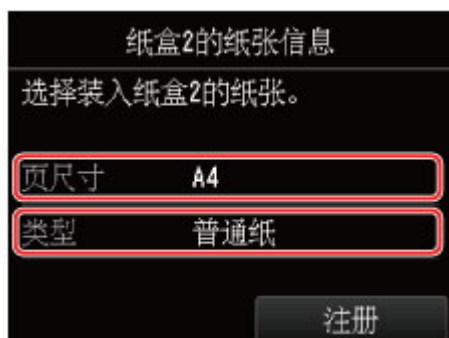 纸盒2的纸张信息
选择装入纸盒2的纸张。
页尺寸 A4
类型 普通纸
注册